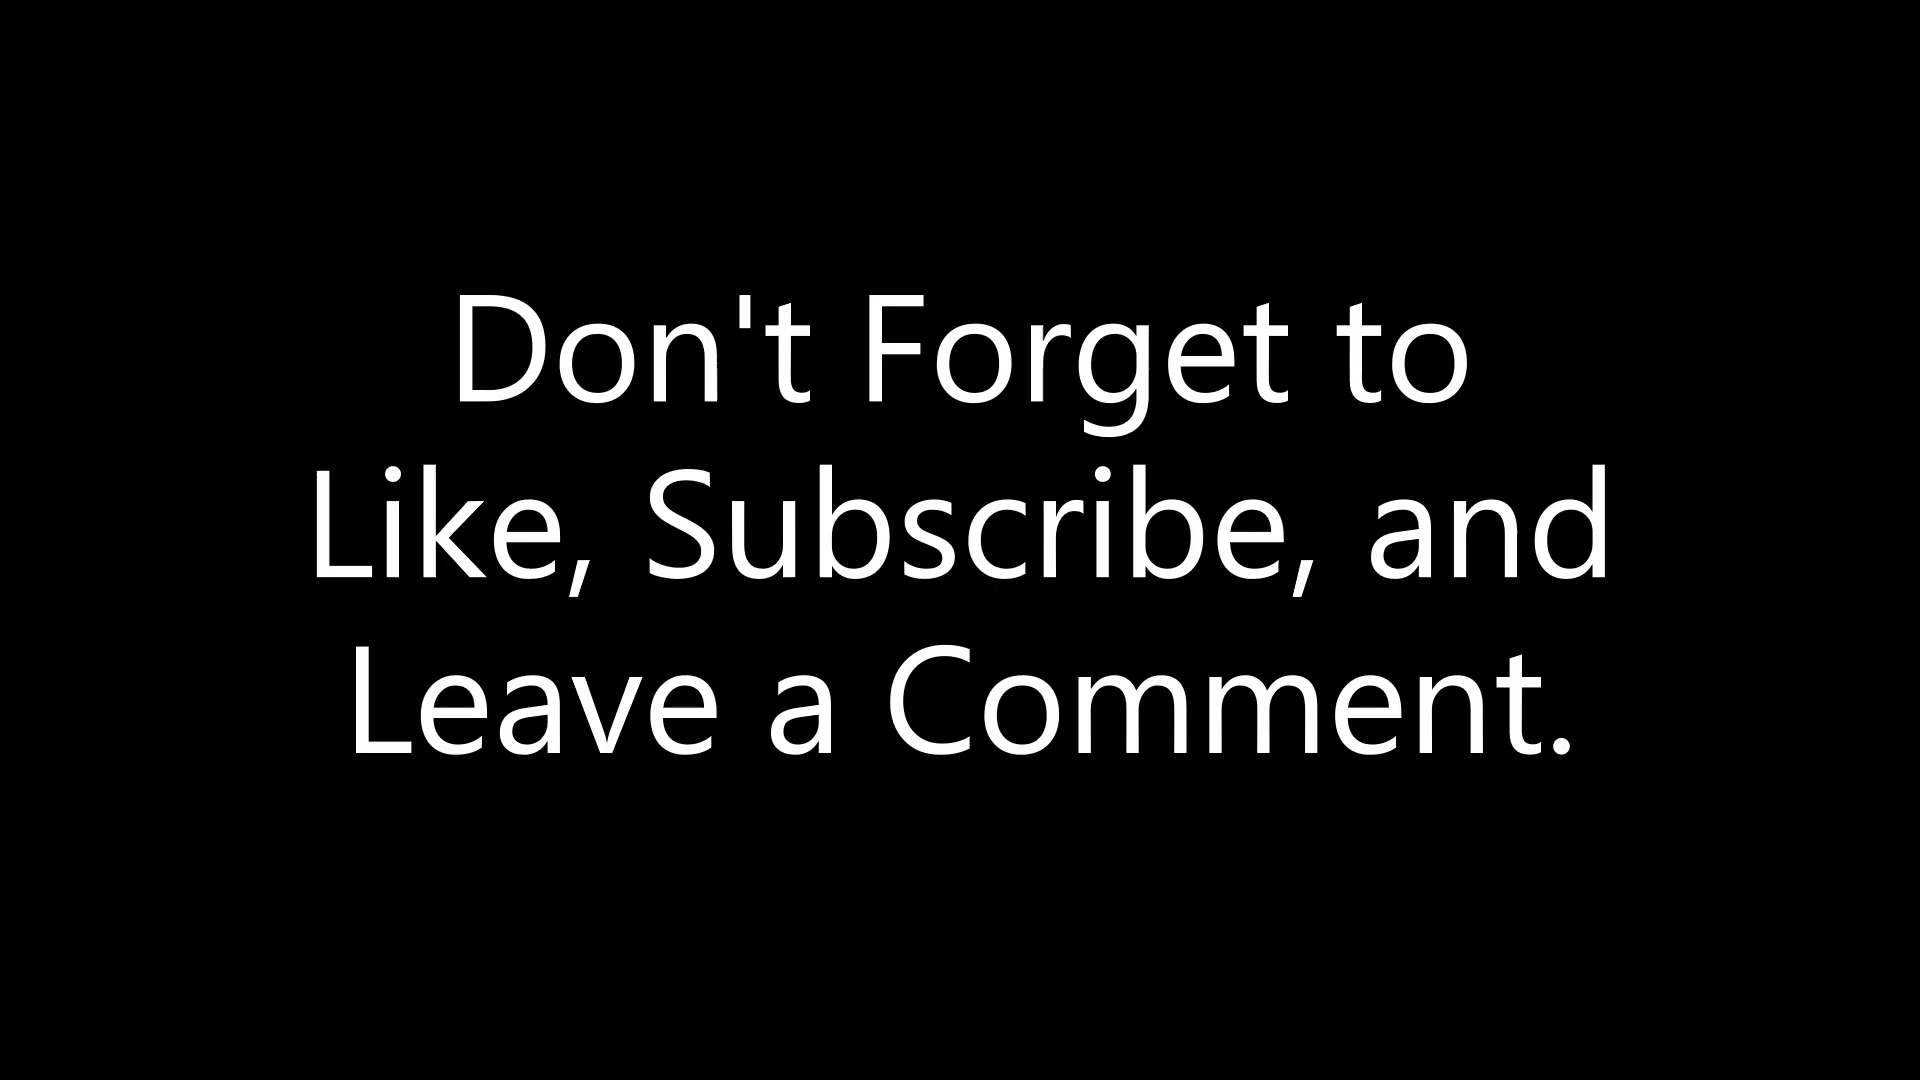 Don't Forget to
Like, Subscribe, and
Leave a Comment.